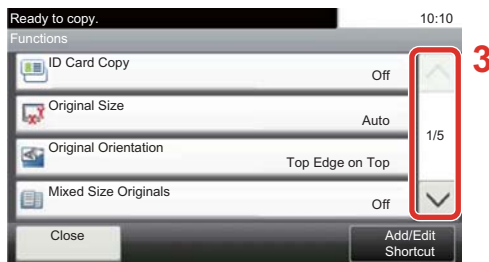 Ready to copy. 10:10
Functions
ID Card Copy
Off
3
Original Size
Auto
1/5
Original Orientation
Top Edge on Top
Mixed Size Originals
Off
Close
Add/Edit
Shortcut